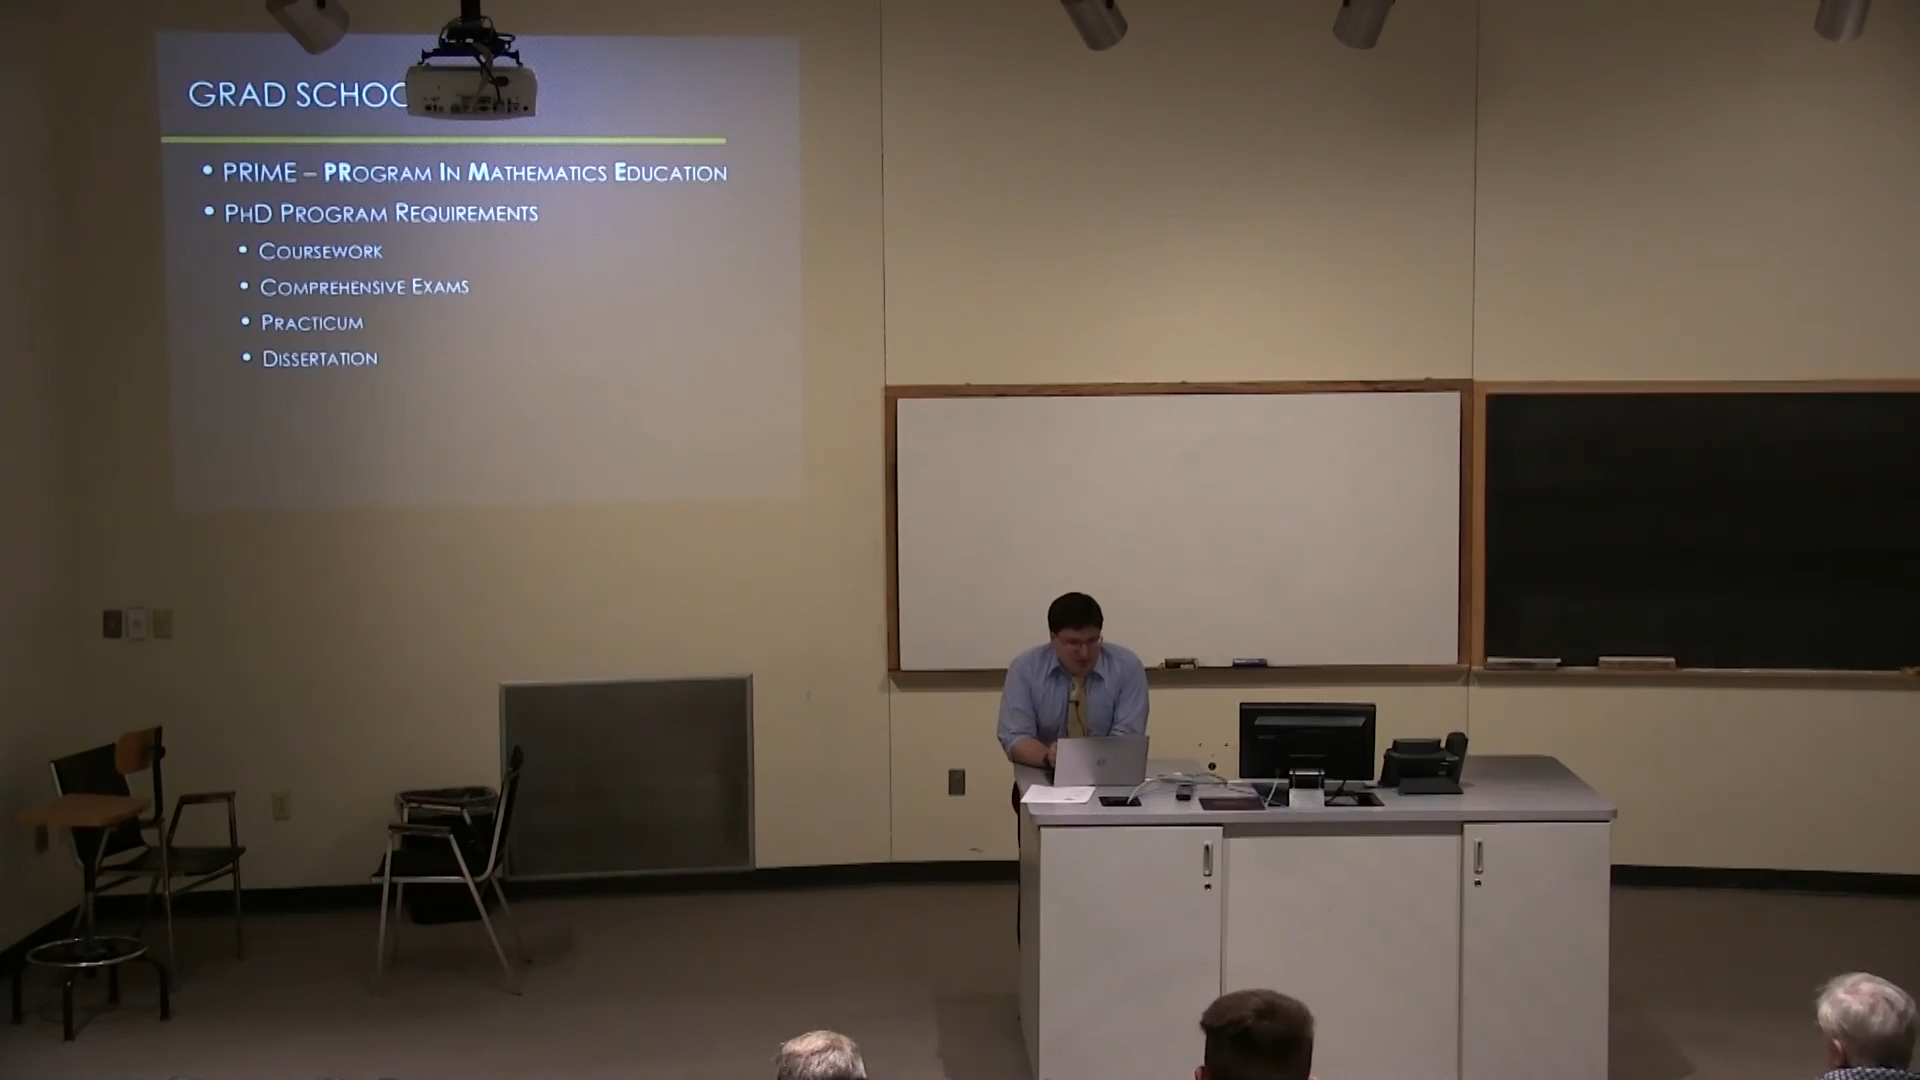 GRAD SCHOO
• PRIME – PROGRAM IN MATHEMATICS EDUCATION
• PHD PROGRAM REQUIREMENTS
• COURSEWORK
• COMPREHENSIVE EXAMS
• PRACTICUM
• DISSERTATION